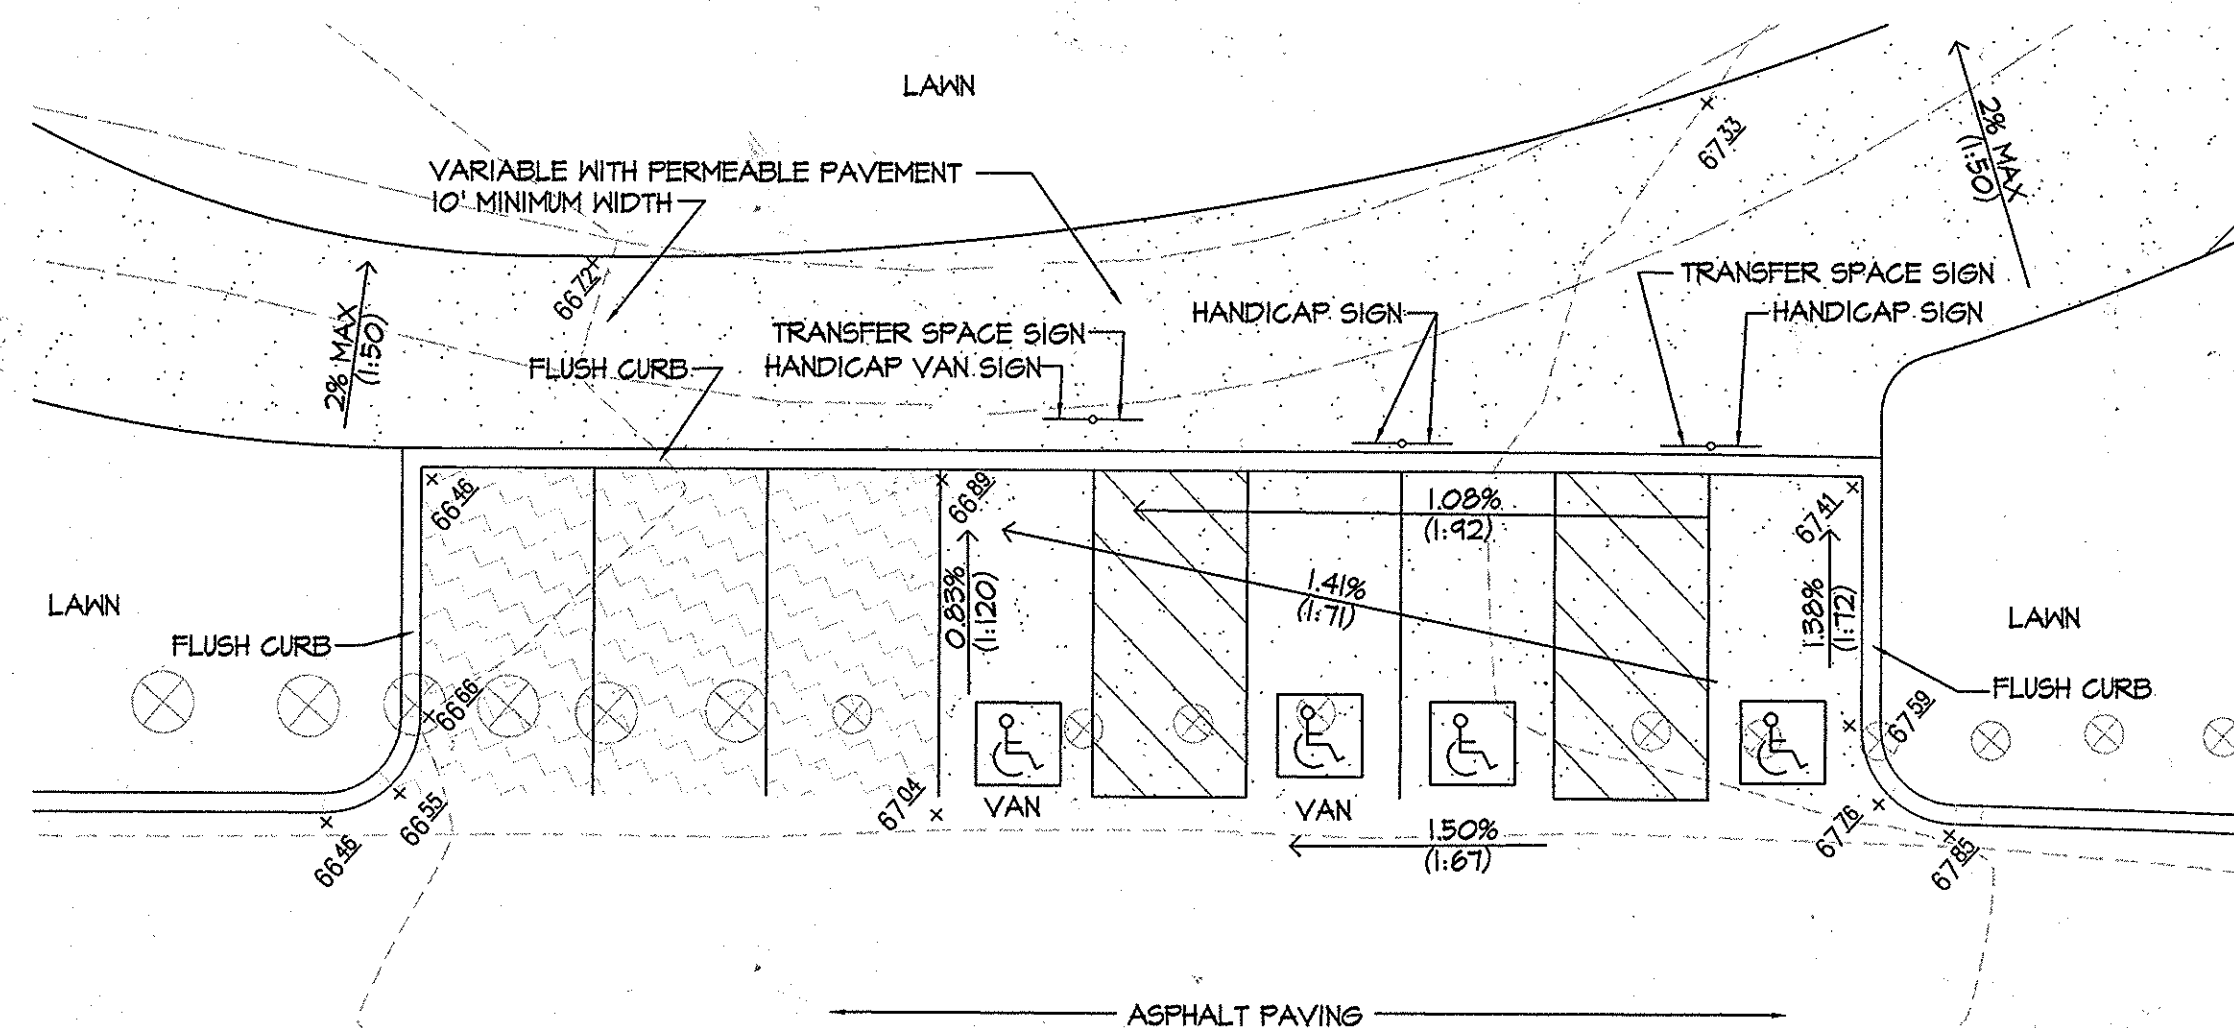 LAWN
VARIABLE WITH PERMEABLE PAVEMENT
10' MINIMUM WIDTH
67 33
2% MAX
(1:50)
66 72
2% MAX
(1:50)
TRANSFER SPACE SIGN
HANDICAP SIGN
HANDICAP SIGN
TRANSFER SPACE SIGN
HANDICAP VAN SIGN
FLUSH CURB
66 46
66 89
1.08%
(1:92)
67 41
0.83%
(1:120)
1.41%
(1:71)
1.38%
(1:72)
LAWN
LAWN
FLUSH CURB
FLUSH CURB
66 66
67 59
VAN
VAN
66 46
66 55
67 04
1.50%
(1:67)
67 76
67 85
ASPHALT PAVING